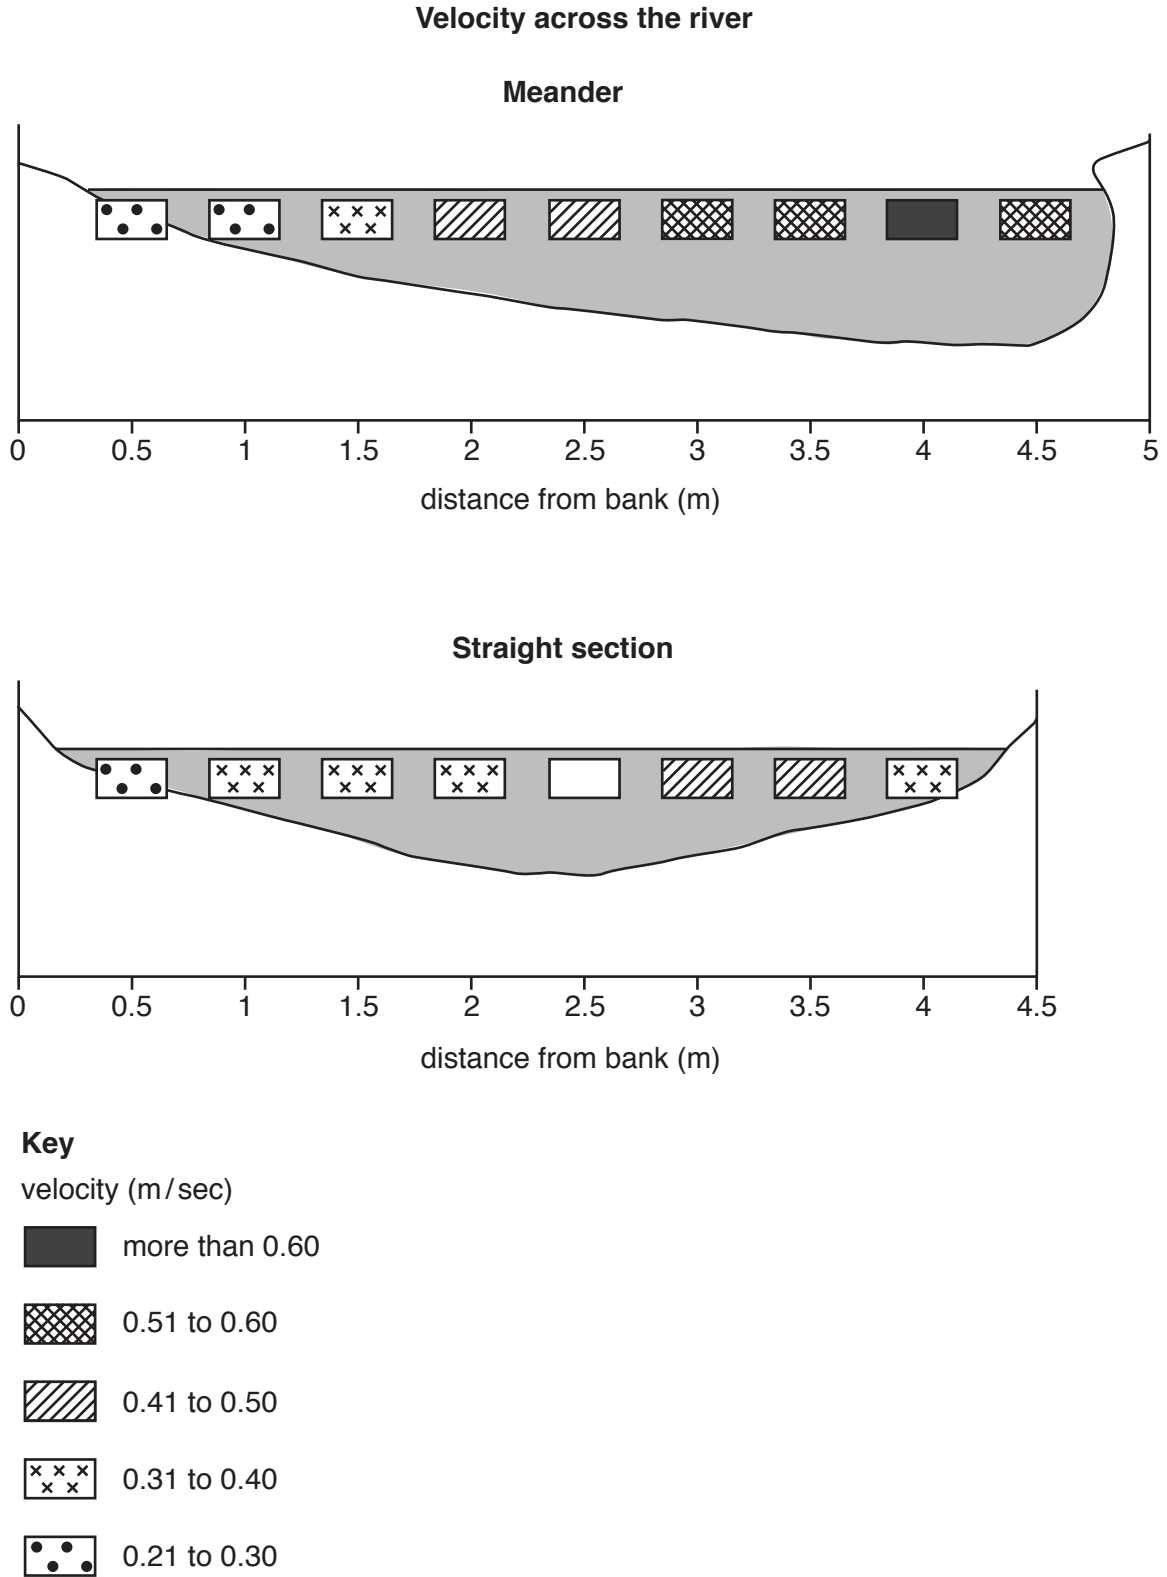 Velocity across the river
Meander
0 0.5 1 1.5 2 2.5 3 3.5 4 4.5 5
distance from bank (m)
Straight section
0 0.5 1 1.5 2 2.5 3 3.5 4 4.5
distance from bank (m)
Key
velocity (m / sec)
more than 0.60
0.51 to 0.60
0.41 to 0.50
0.31 to 0.40
0.21 to 0.30